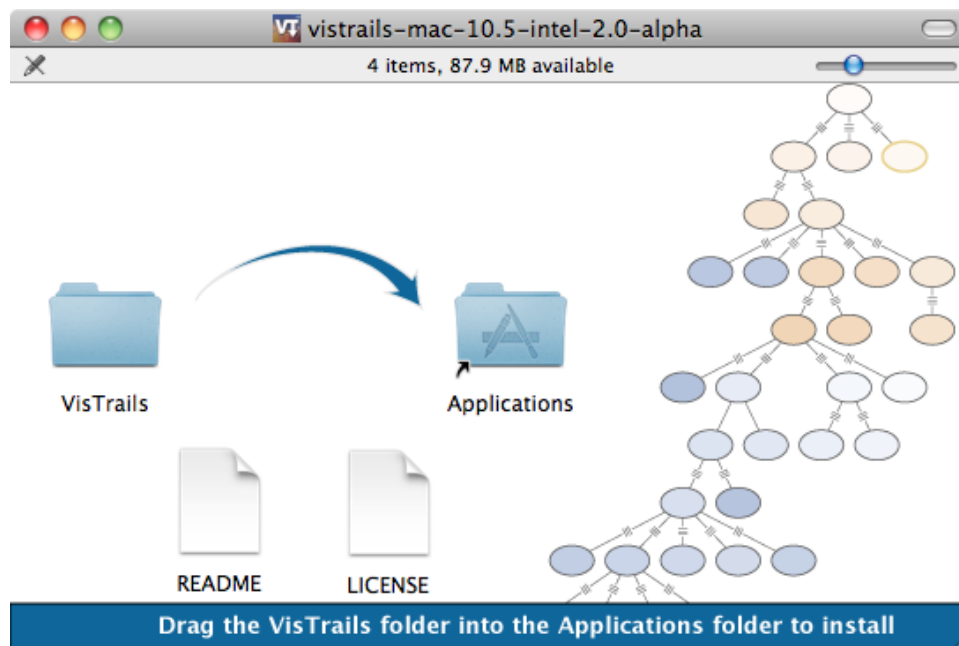 VT vistrails-mac-10.5-intel-2.0-alpha
4 items, 87.9 MB available
VisTrails
Applications
README
LICENSE
Drag the VisTrails folder into the Applications folder to install